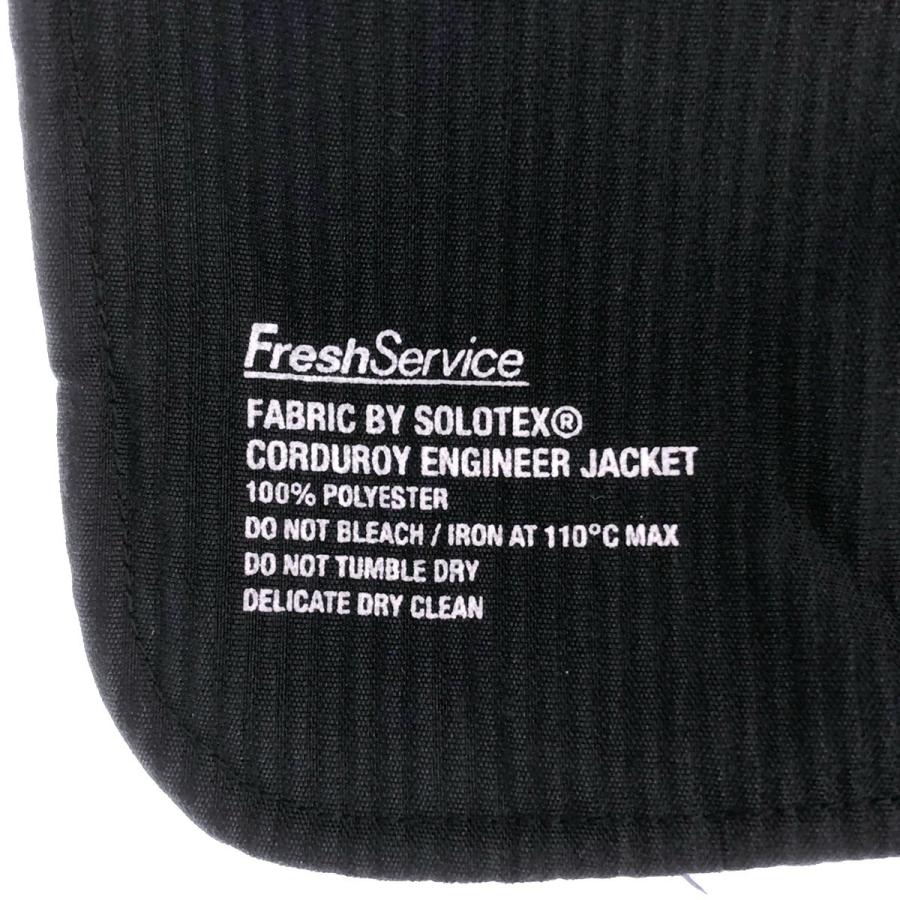 FreshService
FABRIC BY SOLOTEX®
CORDUROY ENGINEER JACKET
100% POLYESTER
DO NOT BLEACH / IRON AT 110°C MAX
DO NOT TUMBLE DRY
DELICATE DRY CLEAN